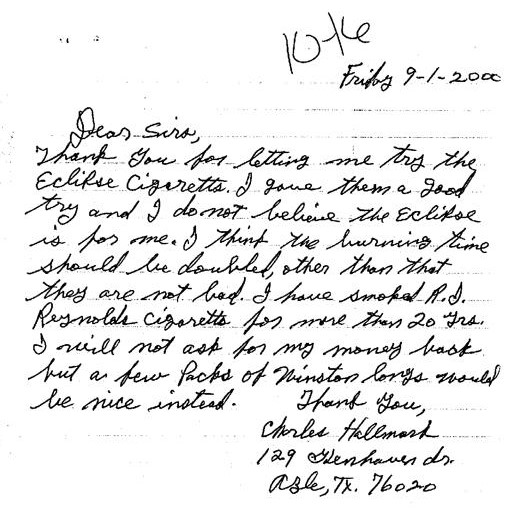 10-16
Friday 9-1-2000
Dear Sirs,
Thank You for letting me try the
Eclipse Cigaretts. I gave them a good
try and I do not believe the Eclipse
is for me. I think the burning time
should be doubled, other than that
they are not bad. I have smoked R.J.
Reynolds Cigaretts for more than 20 Yrs.
I will not ask for my money back
but a few Packs of Winston longs would
be nice instead. Thank You,
Charles Hallmark
129 dr.
Azle, Tx. 76020